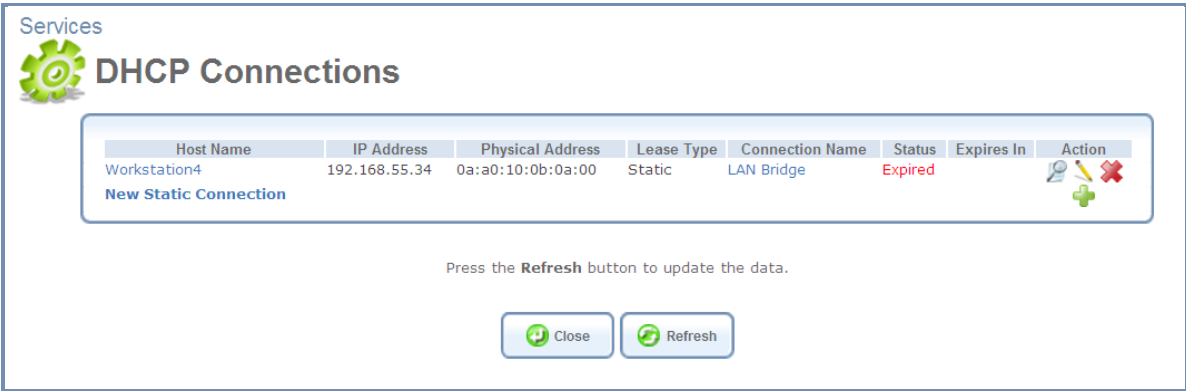 Services
DHCP Connections
Host Name IP Address Physical Address Lease Type Connection Name Status Expires In Action
Workstation4 192.168.55.34 0a:a0:10:0b:0a:00 Static LAN Bridge Expired
New Static Connection
Press the Refresh button to update the data.
Close Refresh